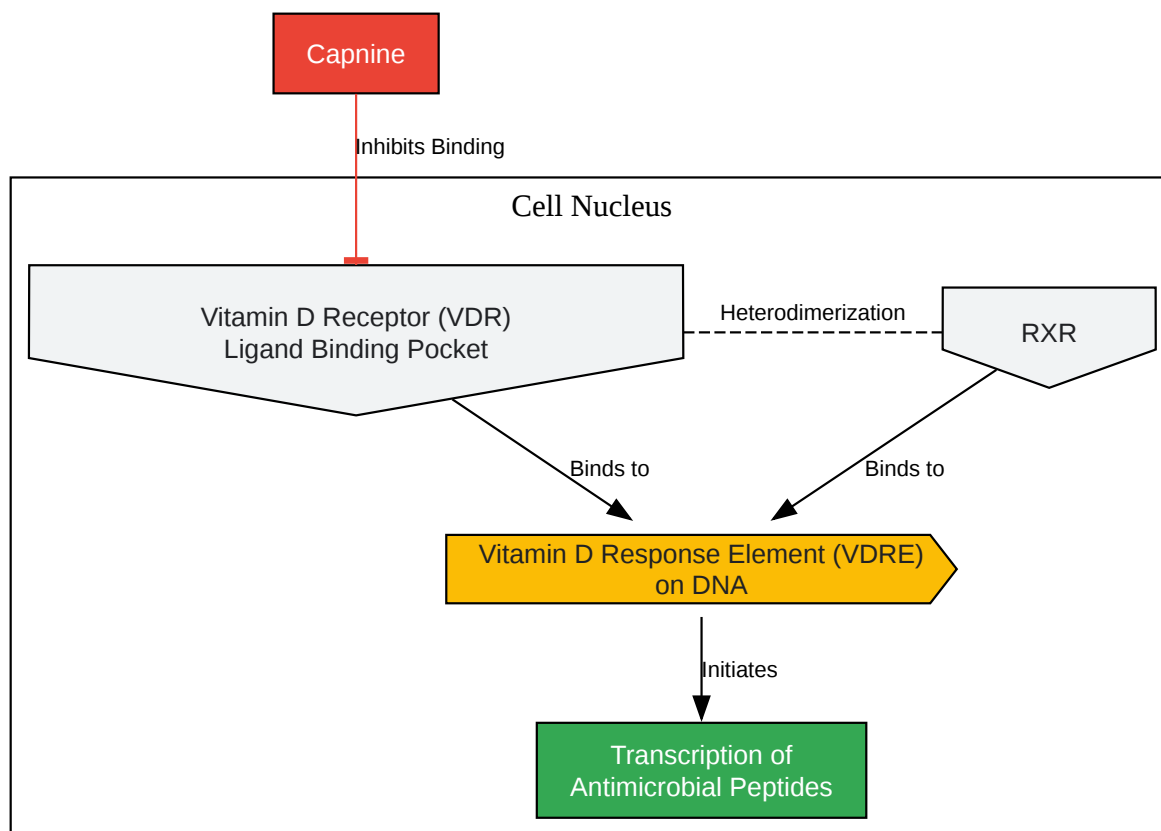 Capnine
Inhibits Binding
Cell Nucleus
Vitamin D Receptor (VDR)
Ligand Binding Pocket
Heterodimerization
RXR
Binds to
Binds to
Vitamin D Response Element (VDRE)
on DNA
Initiates
Transcription of
Antimicrobial Peptides